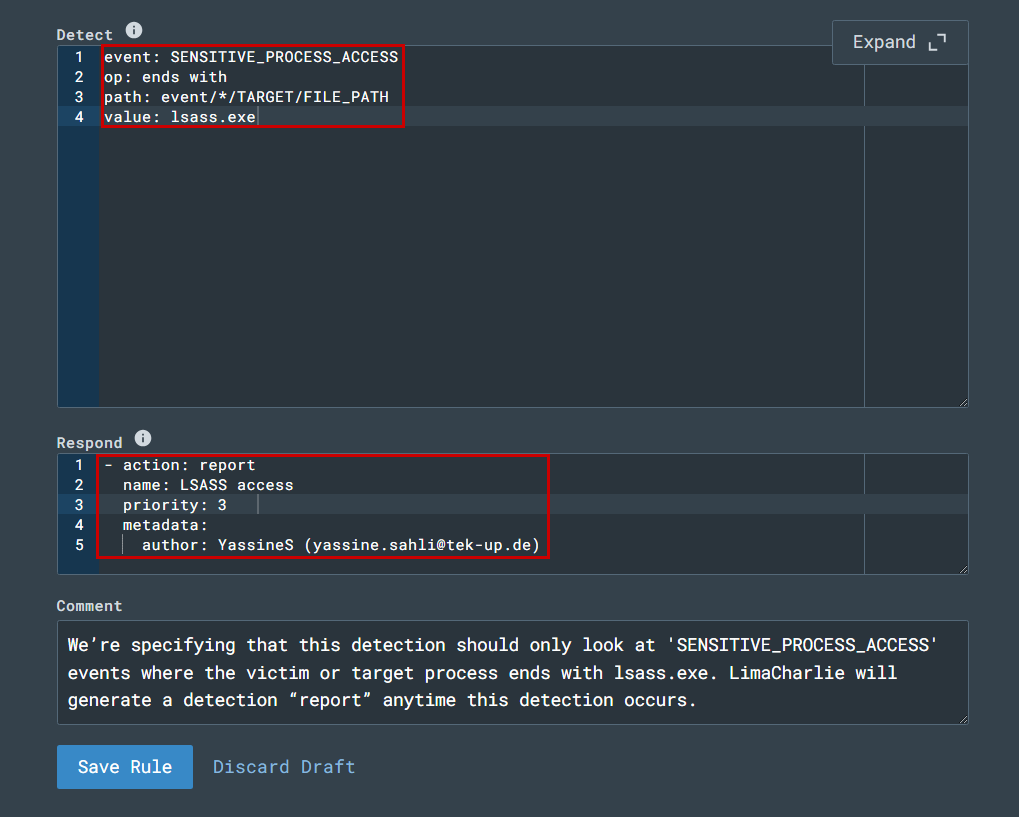 Detect
Expand
1 event: SENSITIVE_PROCESS_ACCESS
2 op: ends with
3 path: event/*/TARGET/FILE_PATH
4 value: lsass.exe
Respond
1 - action: report
2 name: LSASS access
3 priority: 3
4 metadata:
5 author: YassineS (yassine.sahli@tek-up.de)
Comment
We’re specifying that this detection should only look at 'SENSITIVE_PROCESS_ACCESS'
events where the victim or target process ends with lsass.exe. LimaCharlie will
generate a detection “report” anytime this detection occurs.
Save Rule Discard Draft